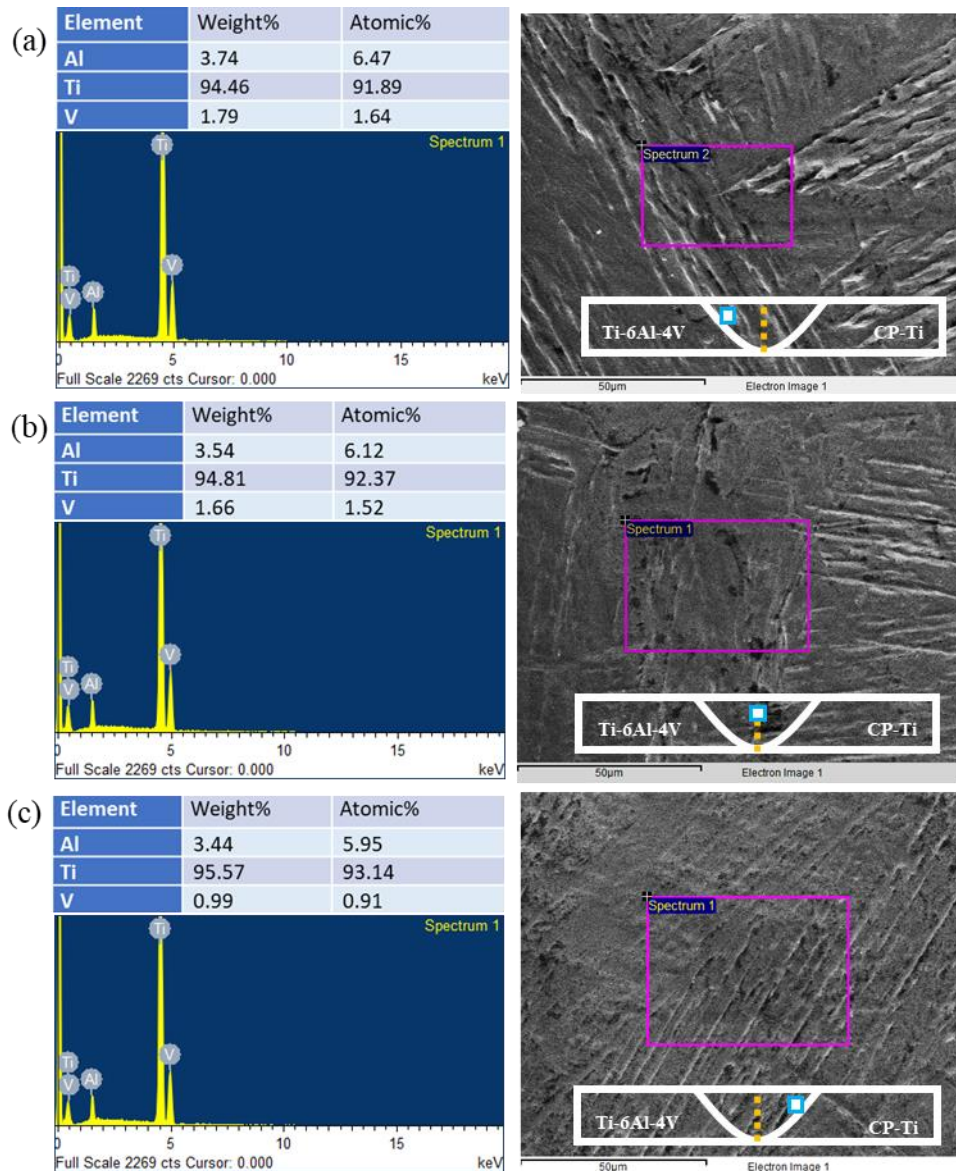 (a)
Element Weight% Atomic%
Al 3.74 6.47
Ti 94.46 91.89
V 1.79 1.64
Spectrum 1
Ti
Ti
V
Al
V
0 5 10 15
Full Scale 2269 cts Cursor: 0.000 keV
Spectrum 2
Ti-6Al-4V CP-Ti
50µm Electron Image 1
(b)
Element Weight% Atomic%
Al 3.54 6.12
Ti 94.81 92.37
V 1.66 1.52
Spectrum 1
Ti
Ti
V
Al
V
0 5 10 15
Full Scale 2269 cts Cursor: 0.000 keV
Spectrum 1
Ti-6Al-4V CP-Ti
50µm Electron Image 1
(c)
Element Weight% Atomic%
Al 3.44 5.95
Ti 95.57 93.14
V 0.99 0.91
Spectrum 1
Ti
Ti
V
Al
V
0 5 10 15
Full Scale 2269 cts Cursor: 0.000 keV
Spectrum 1
Ti-6Al-4V CP-Ti
50µm Electron Image 1